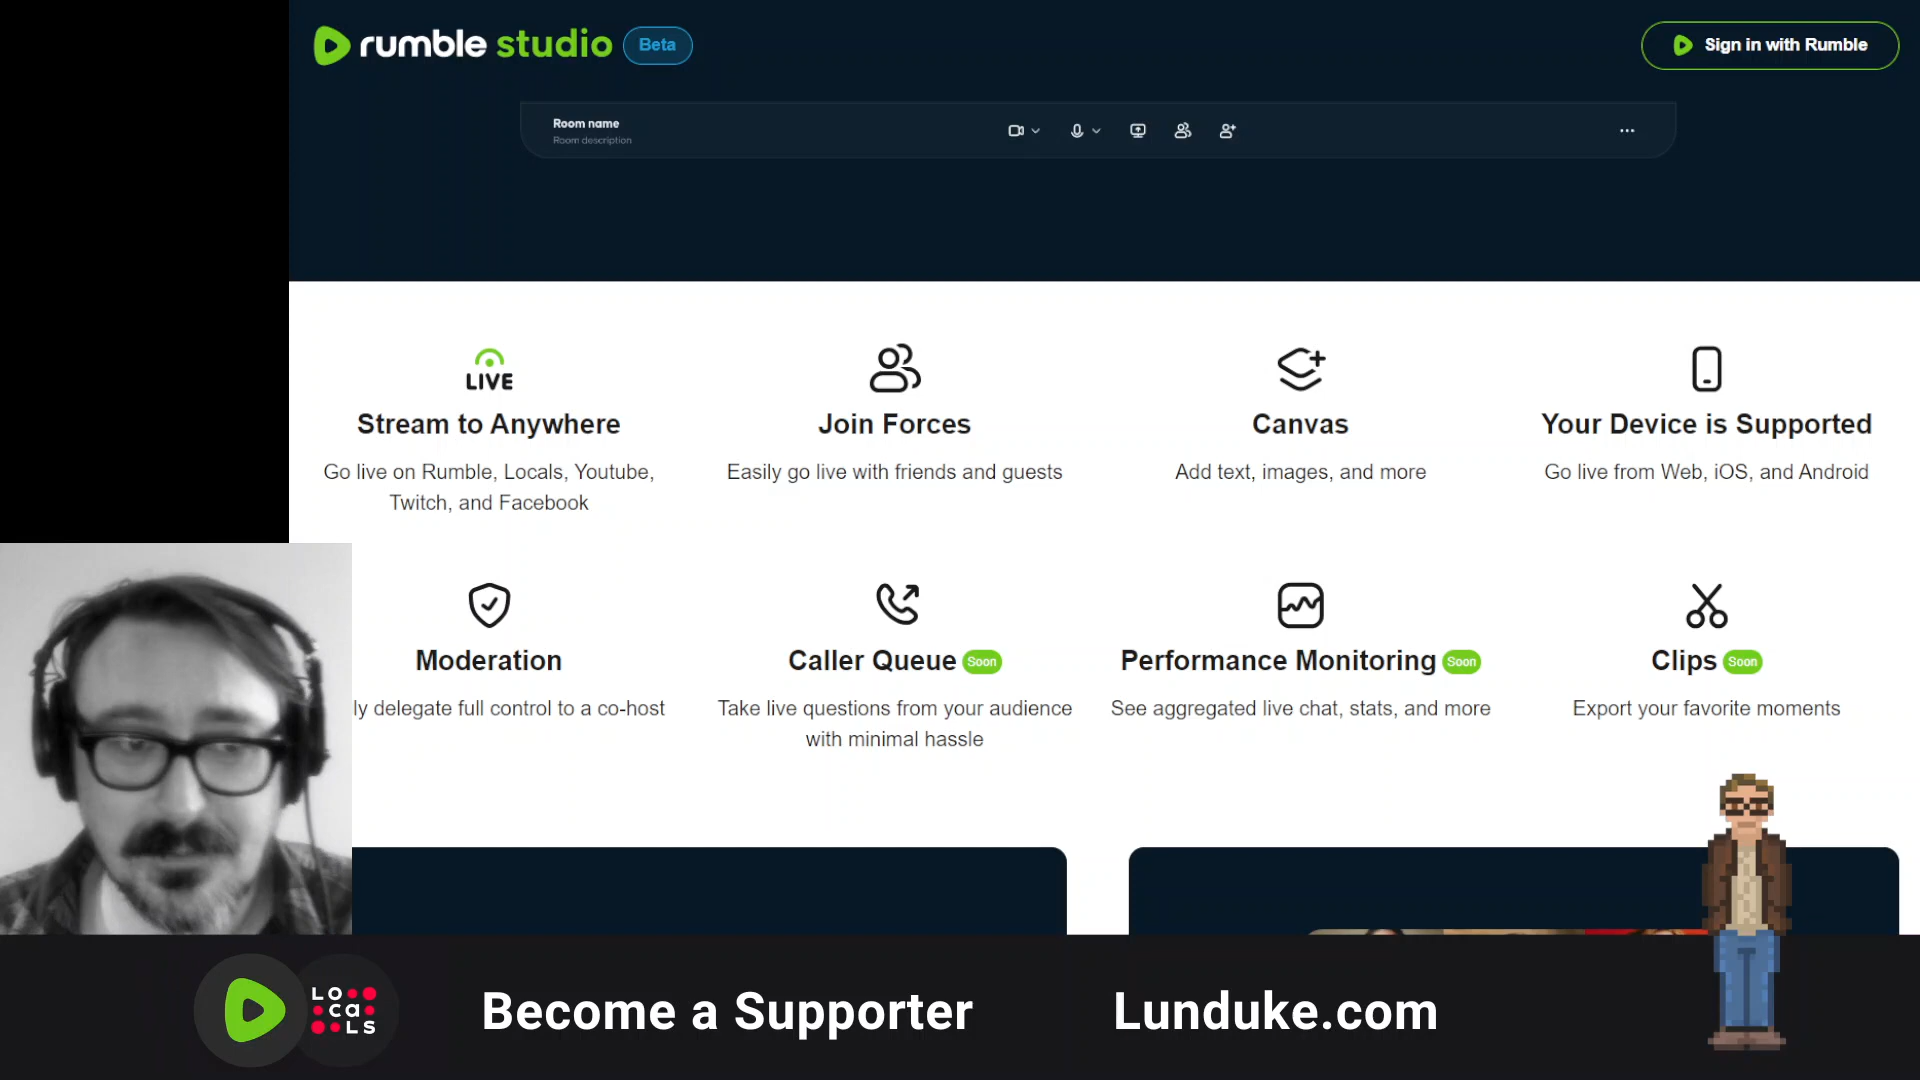 rumble studio Beta
Sign in with Rumble
Room name
Room description
LIVE
Stream to Anywhere
Go live on Rumble, Locals, Youtube,
Twitch, and Facebook
Join Forces
Easily go live with friends and guests
Canvas
Add text, images, and more
Your Device is Supported
Go live from Web, iOS, and Android
Moderation
ly delegate full control to a co-host
Caller Queue Soon
Take live questions from your audience
with minimal hassle
Performance Monitoring Soon
See aggregated live chat, stats, and more
Clips Soon
Export your favorite moments
LOcaLS
Become a Supporter
Lunduke.com